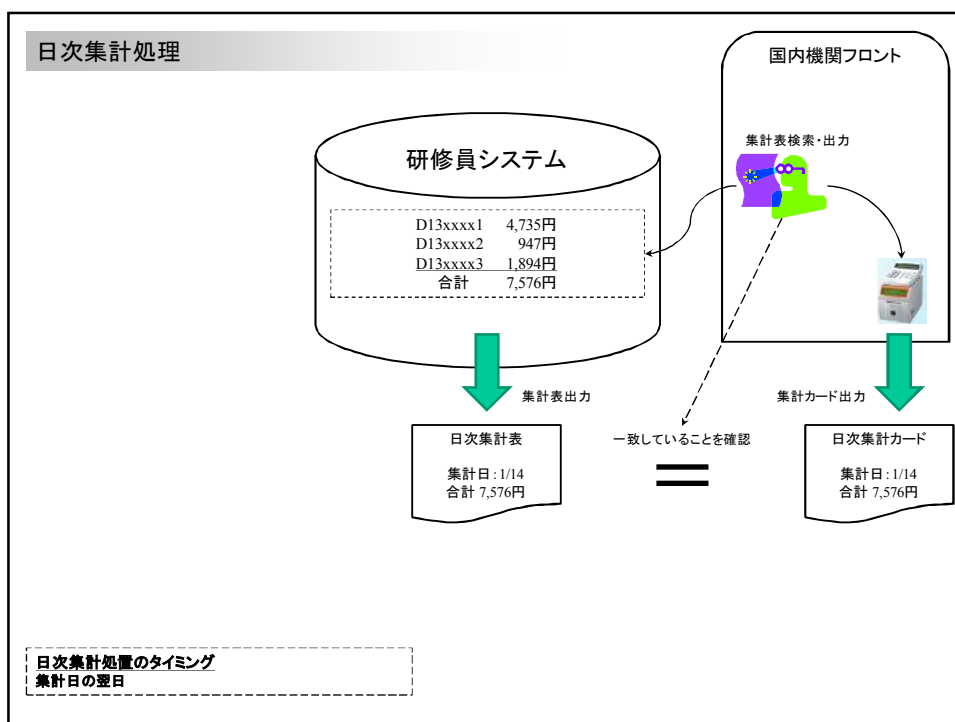 日次集計処理
国内機関フロント
集計表検索・出力
研修員システム
D13xxxx1 4,735円
D13xxxx2 947円
D13xxxx3 1,894円
合計 7,576円
集計表出力
集計カード出力
日次集計表
集計日：1/14
合計 7,576円
一致していることを確認
＝
日次集計カード
集計日：1/14
合計 7,576円
日次集計処置のタイミング
集計日の翌日